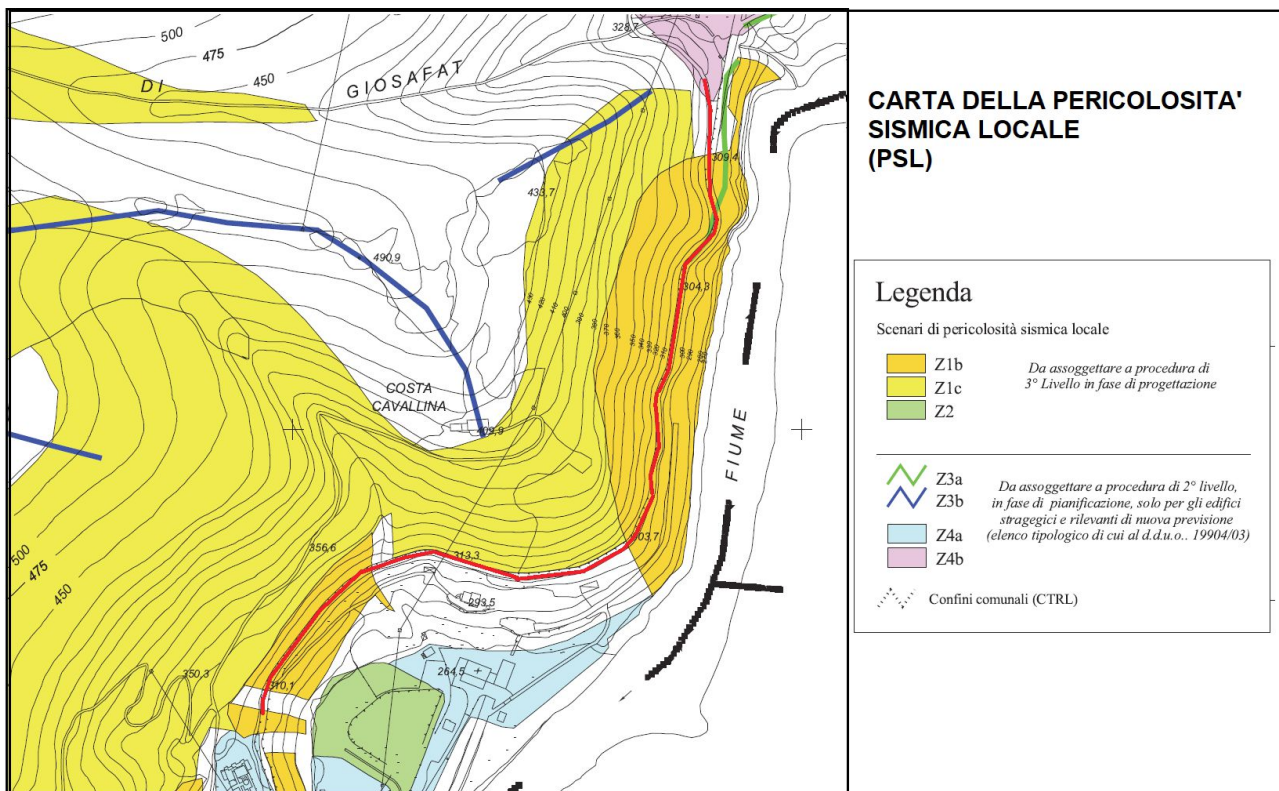 500
475
450
DI
GIOSAFAT
328,7
309,4
433,7
490,9
304,3
COSTA
CAVALLINA
409,9
FIUME
303,7
356,6
313,3
293,5
500
475
450
350,3
310,1
264,5
CARTA DELLA PERICOLOSITA'
SISMICA LOCALE
(PSL)
Legenda
Scenari di pericolosità sismica locale
Z1b
Z1c
Z2
Da assoggettare a procedura di
3° Livello in fase di progettazione
Z3a
Z3b
Z4a
Z4b
Da assoggettare a procedura di 2° livello,
in fase di pianificazione, solo per gli edifici
stragegici e rilevanti di nuova previsione
(elenco tipologico di cui al d.d.u.o.. 19904/03)
Confini comunali (CTRL)